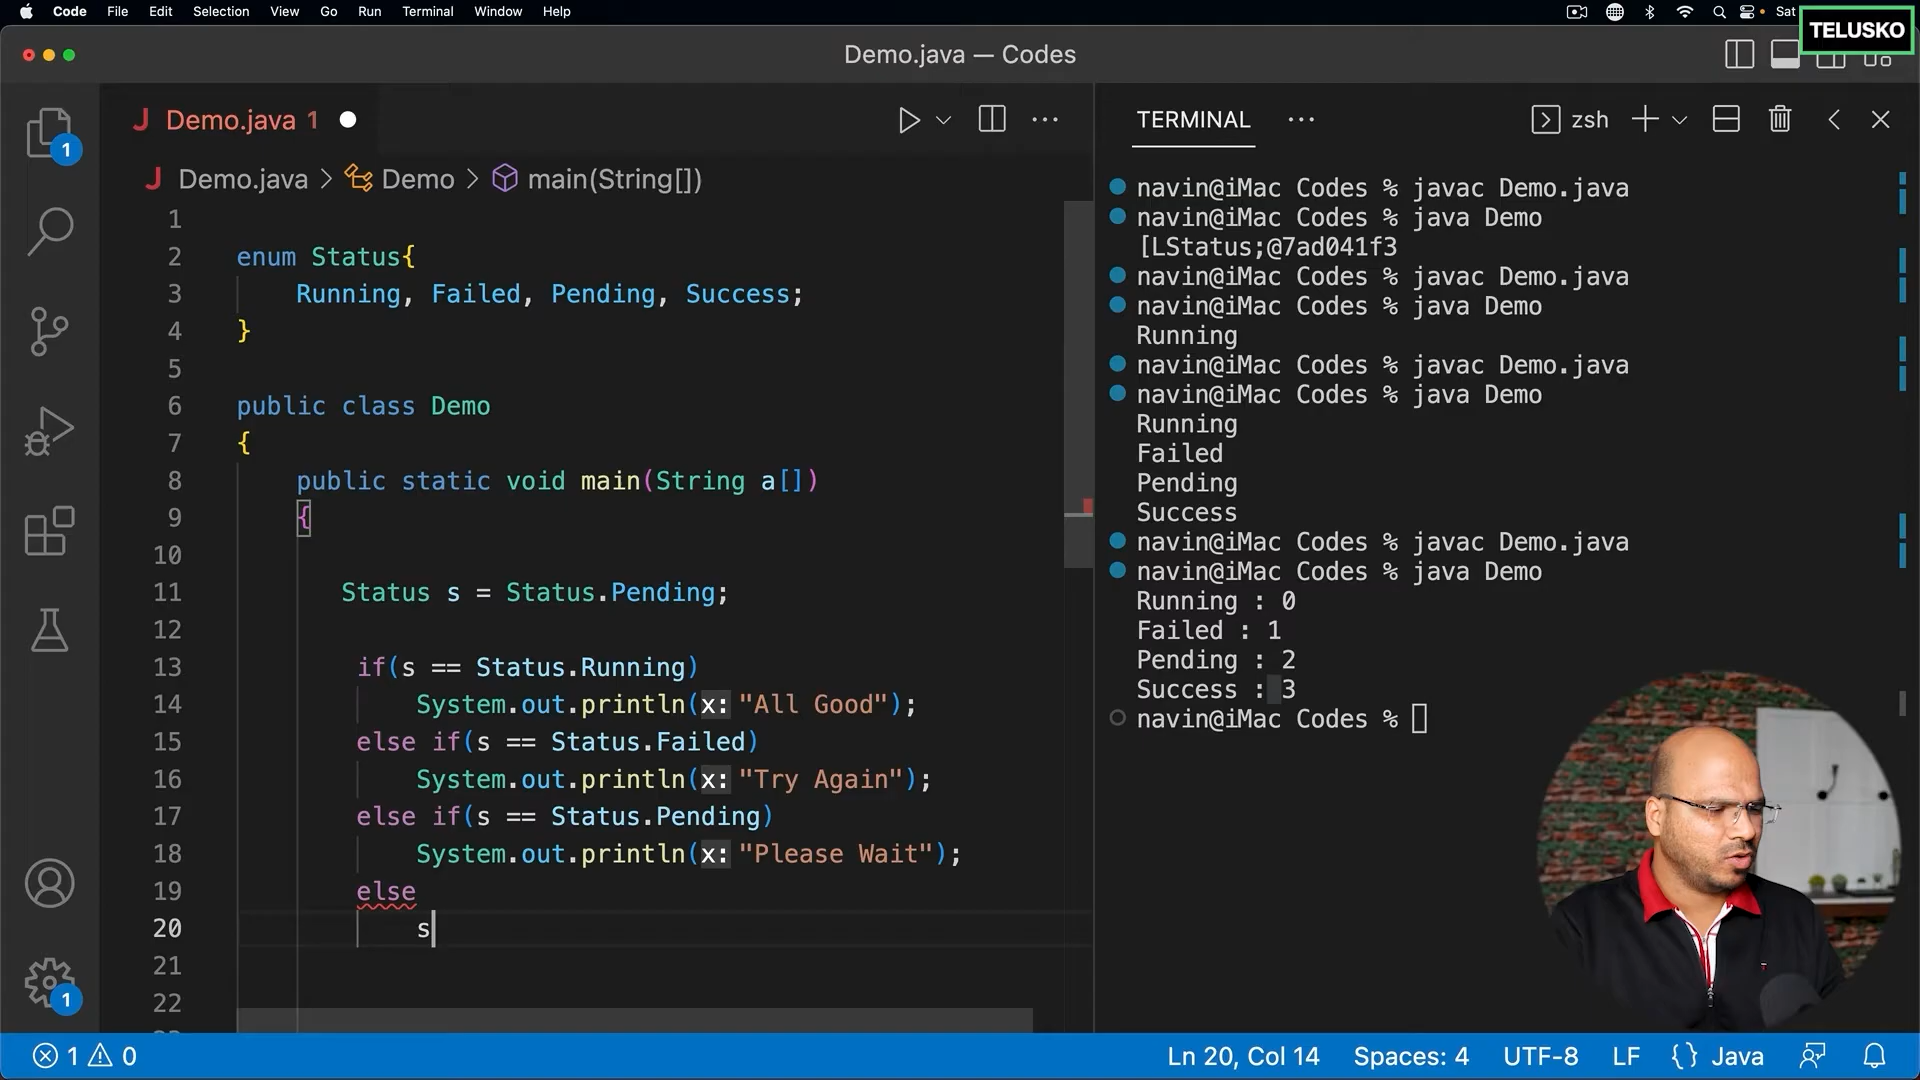 Code File Edit Selection View Go Run Terminal Window Help Sat
TELUSKO
Demo.java — Codes
Demo.java 1
Demo.java > Demo > main(String[])
1
2 enum Status{
3 Running, Failed, Pending, Success;
4 }
5
6 public class Demo
7 {
8 public static void main(String a[])
9 {
10
11 Status s = Status.Pending;
12
13 if(s == Status.Running)
14 System.out.println(x: "All Good");
15 else if(s == Status.Failed)
16 System.out.println(x: "Try Again");
17 else if(s == Status.Pending)
18 System.out.println(x: "Please Wait");
19 else
20 s
21
22
TERMINAL ... zsh
navin@iMac Codes % javac Demo.java
navin@iMac Codes % java Demo
[LStatus;@7ad041f3
navin@iMac Codes % javac Demo.java
navin@iMac Codes % java Demo
Running
navin@iMac Codes % javac Demo.java
navin@iMac Codes % java Demo
Running
Failed
Pending
Success
navin@iMac Codes % javac Demo.java
navin@iMac Codes % java Demo
Running : 0
Failed : 1
Pending : 2
Success : 3
navin@iMac Codes %
1
1
1 0
Ln 20, Col 14 Spaces: 4 UTF-8 LF {} Java